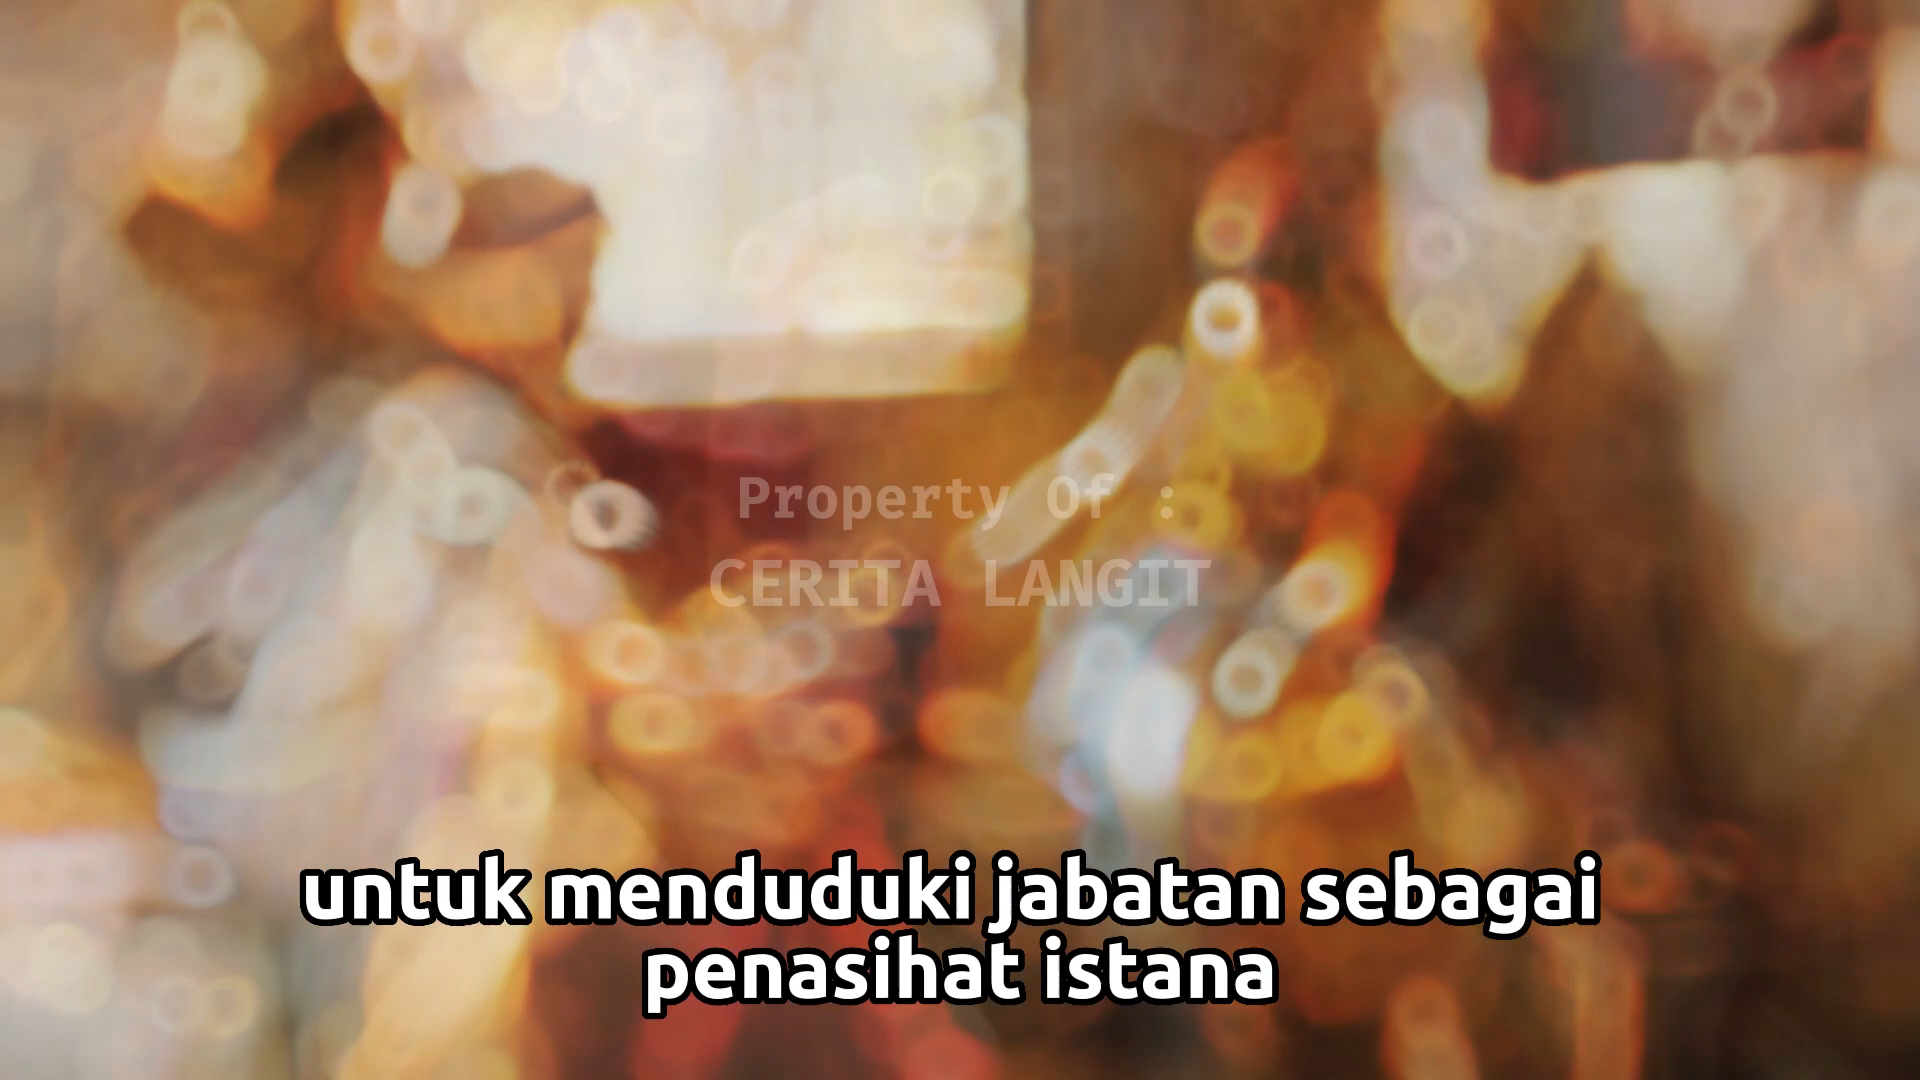 Property Of :
CERITA LANGIT
untuk menduduki jabatan sebagai
penasihat istana